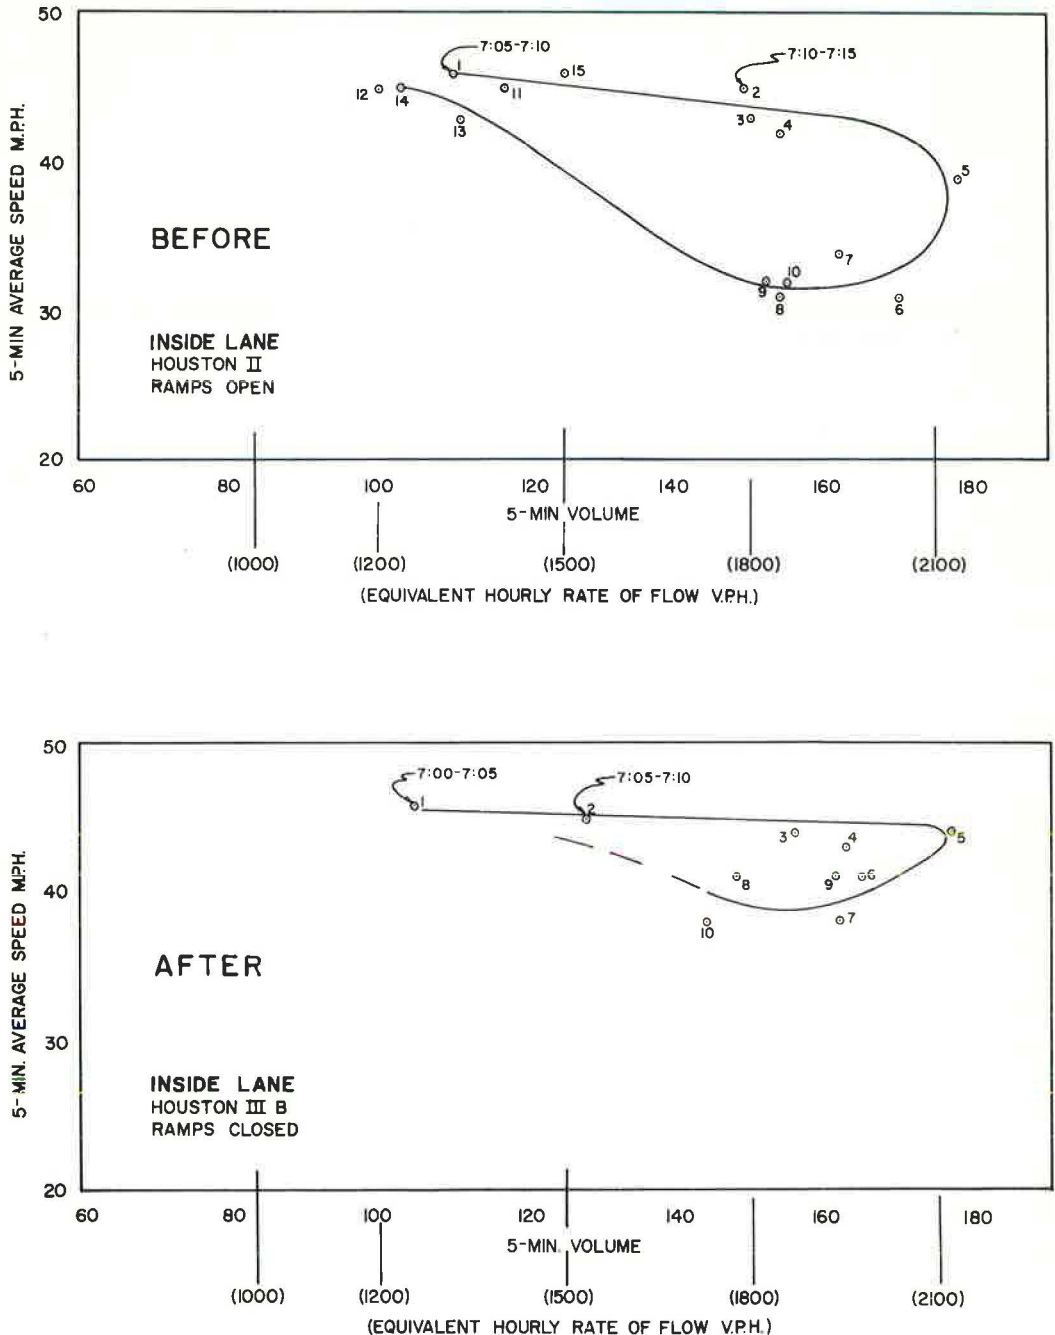 50
7:05-7:10
7:10-7:15
1
15
12
14
11
2
13
3
4
40
5
BEFORE
7
10
9
8
6
30
INSIDE LANE
HOUSTON II
RAMPS OPEN
20
5-MIN AVERAGE SPEED M.P.H.
60 80 100 120 140 160 180
5-MIN VOLUME
(1000) (1200) (1500) (1800) (2100)
(EQUIVALENT HOURLY RATE OF FLOW V.P.H.)
50
7:00-7:05
7:05-7:10
1
2
3
4
5
8
9
6
40
10
7
AFTER
30
INSIDE LANE
HOUSTON III B
RAMPS CLOSED
20
5-MIN. AVERAGE SPEED M.P.H.
60 80 100 120 140 160 180
5-MIN. VOLUME
(1000) (1200) (1500) (1800) (2100)
(EQUIVALENT HOURLY RATE OF FLOW V.P.H.)